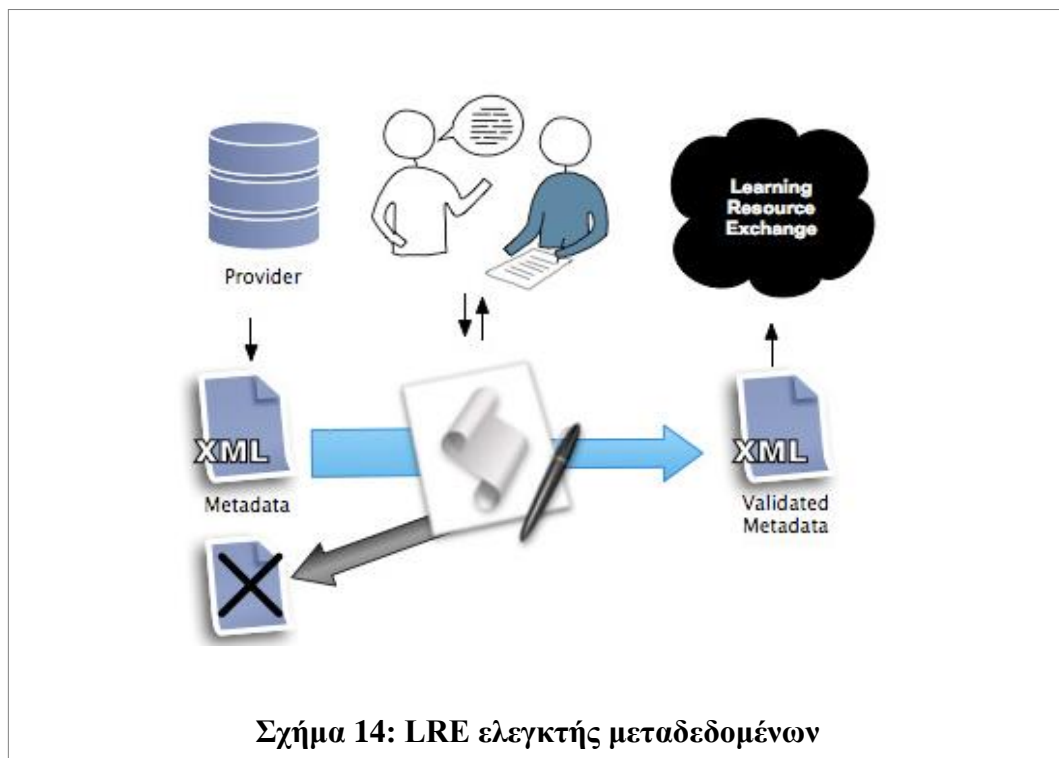 Learning
Resource
Exchange
Provider
XML
Metadata
XML
Validated
Metadata
Σχήμα 14: LRE ελεγκτής μεταδεδομένων